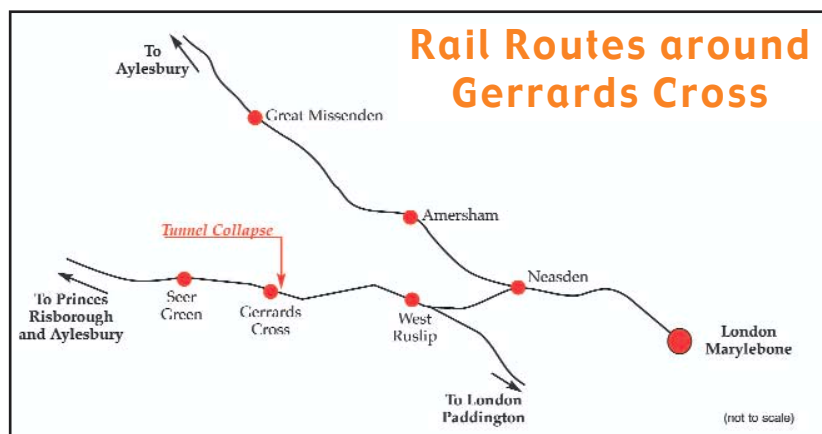 Rail Routes around
Gerrards Cross
To
Aylesbury
Great Missenden
Amersham
Tunnel Collapse
Neasden
To Princes
Risborough
and Aylesbury
Seer
Green
Gerrards
Cross
West
Ruslip
London
Marylebone
To London
Paddington
(not to scale)